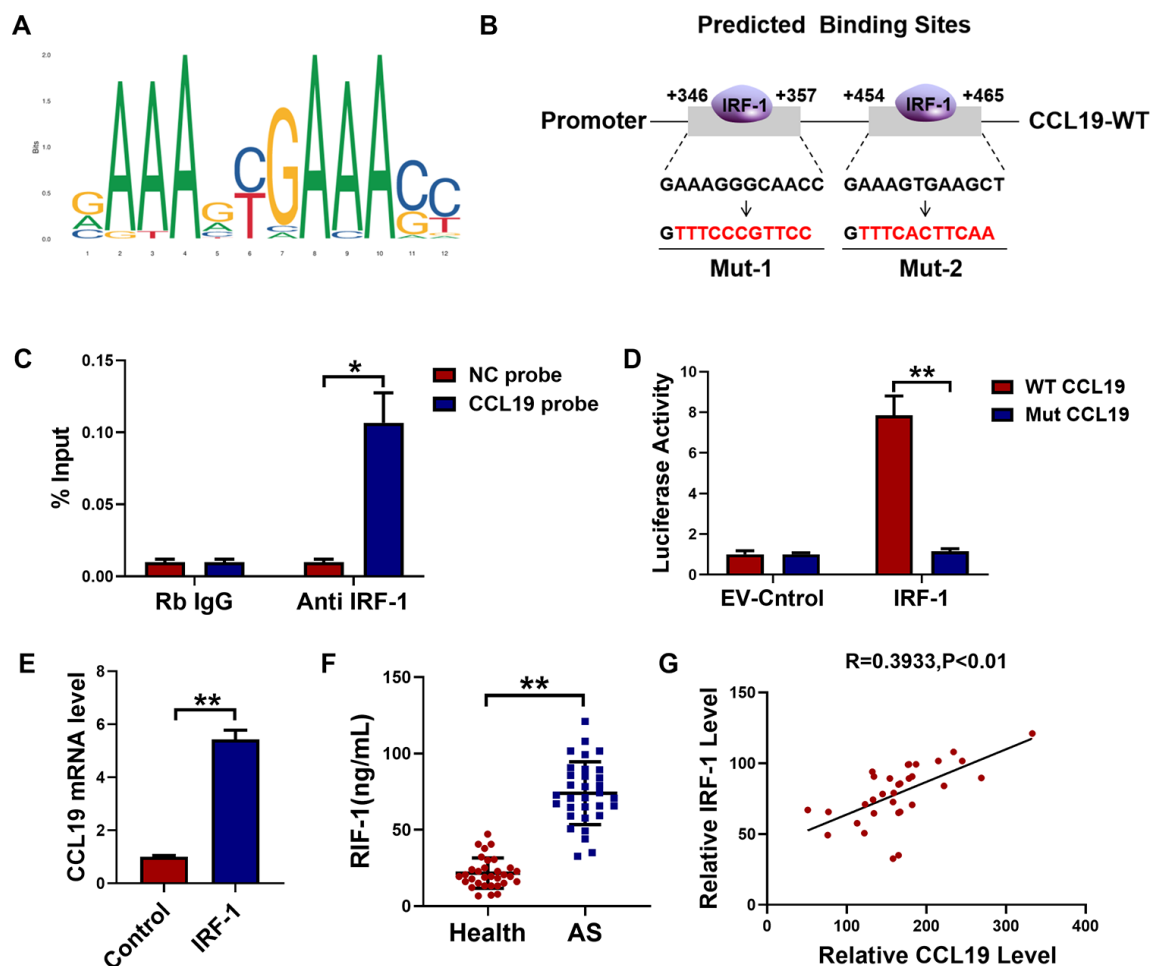 A
2.0
1.5
Bits
1.0
0.5
0.0
1 2 3 4 5 6 7 8 9 10 11 12
B
Predicted Binding Sites
+346 IRF-1 +357 +454 IRF-1 +465
Promoter CCL19-WT
GAAAGGGCAACC GAAAGTGAAGCT
GTTTCCCGTTCC GTTTCACTTCAA
Mut-1 Mut-2
C
% Input
0.15
0.10
0.05
0.00
*
NC probe
CCL19 probe
Rb IgG Anti IRF-1
D
Luciferase Activity
10
8
6
4
2
0
**
WT CCL19
Mut CCL19
EV-Cntrol IRF-1
E
CCL19 mRNA level
8
6
4
2
0
**
Control IRF-1
F
RIF-1(ng/mL)
150
100
50
0
**
Health AS
G
R=0.3933,P<0.01
Relative IRF-1 Level
150
100
50
0
0 100 200 300 400
Relative CCL19 Level